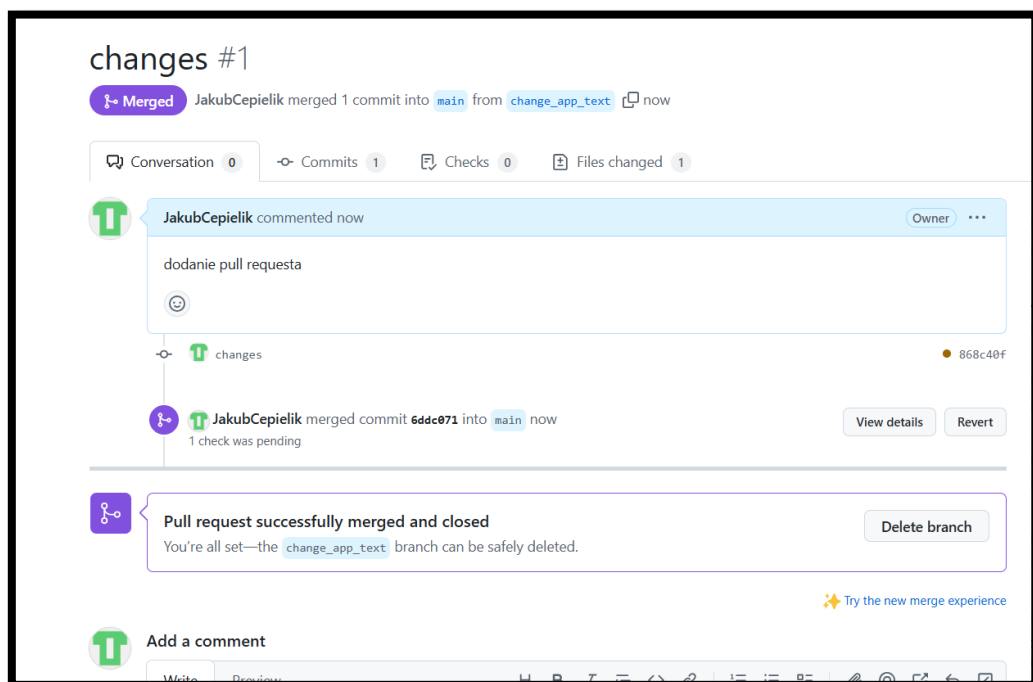 changes #1
Merged JakubCepielik merged 1 commit into main from change_app_text now
Conversation 0 Commits 1 Checks 0 Files changed 1
JakubCepielik commented now Owner ...
dodanie pull requesta
changes 868c40f
JakubCepielik merged commit 6ddc071 into main now View details Revert
1 check was pending
Pull request successfully merged and closed Delete branch
You're all set—the change_app_text branch can be safely deleted.
Try the new merge experience
Add a comment
Write Preview